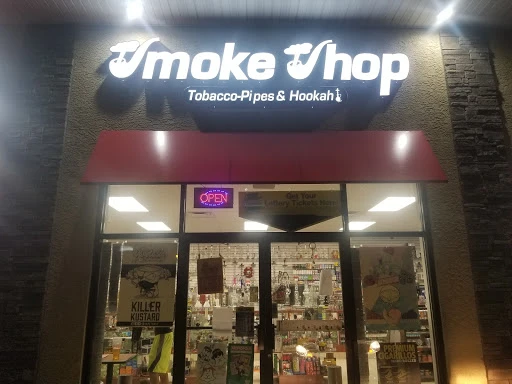 Smoke Shop
Tobacco-Pipes & Hookah
OPEN
Get Your
Lottery Tickets Here
KILLER
KUSTARD